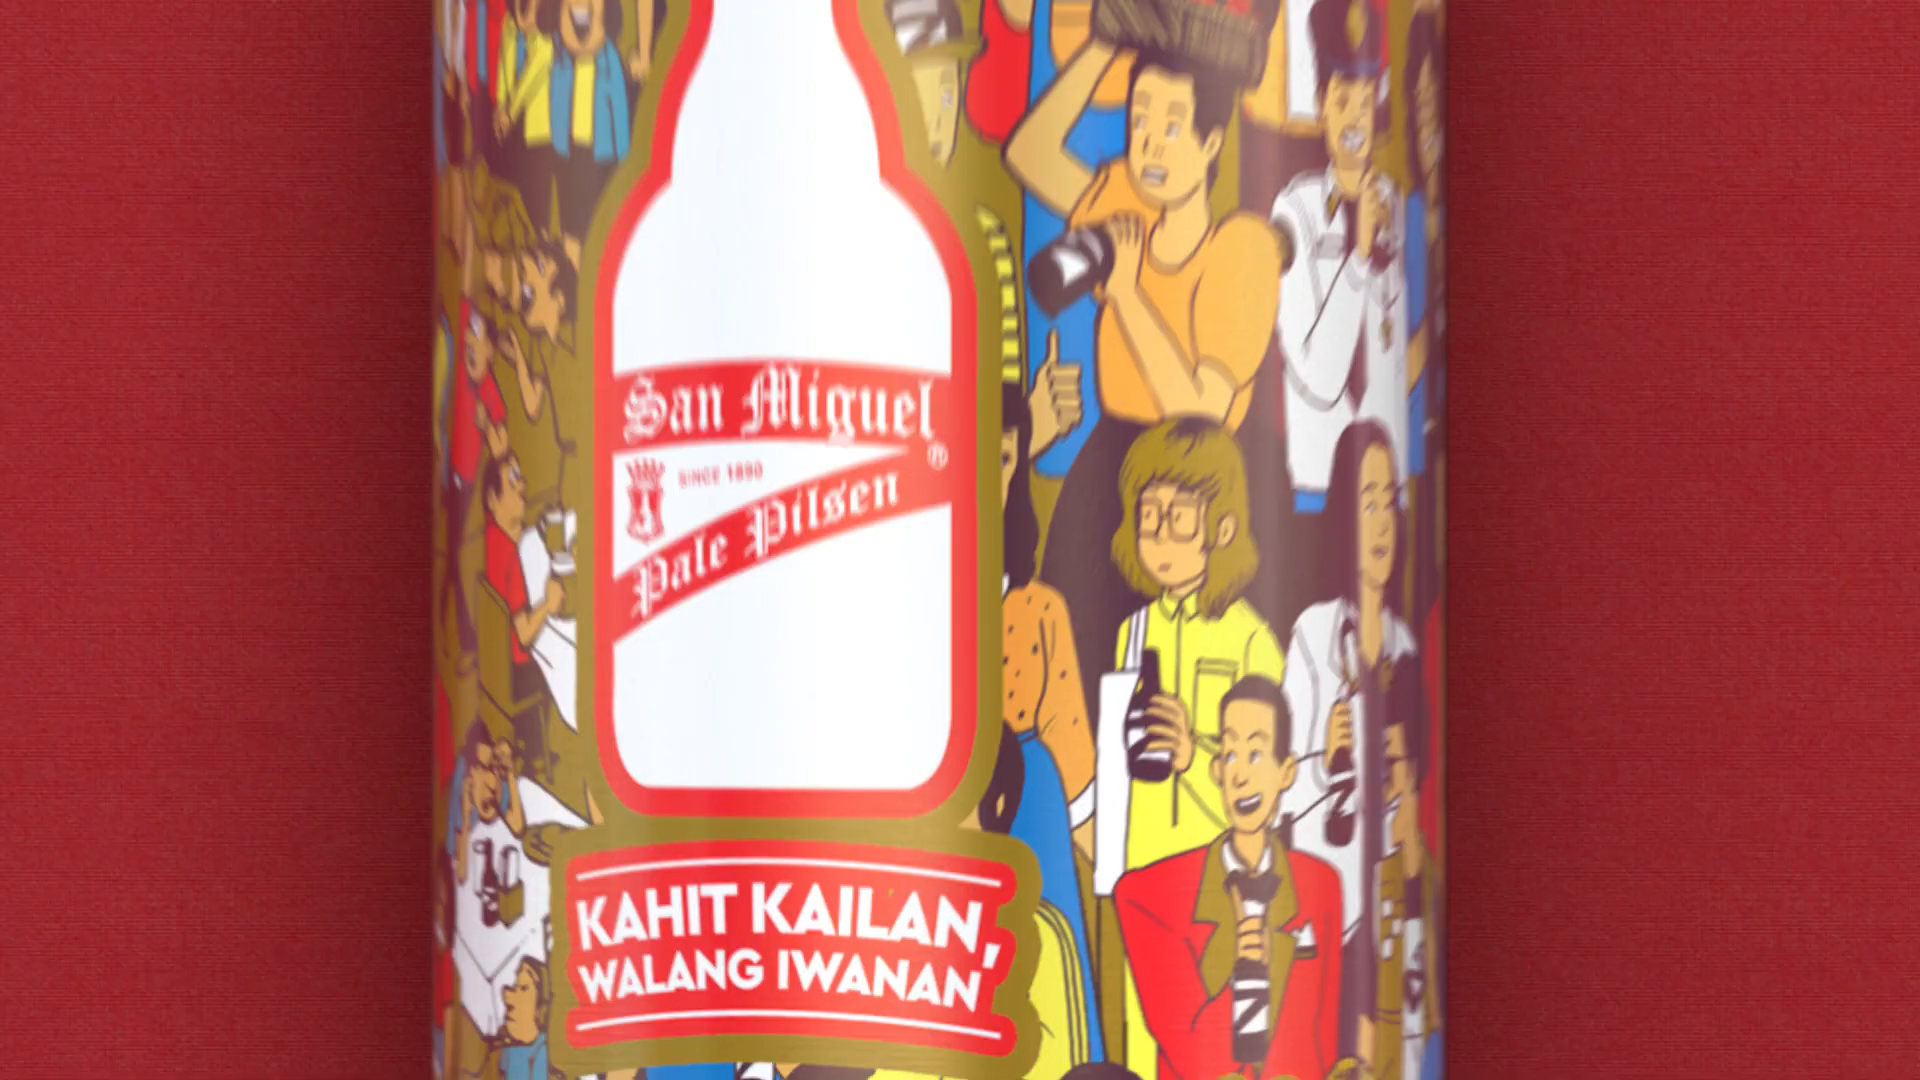 San Miguel
®
SINCE 1890
Pale Pilsen
KAHIT KAILAN,
WALANG IWANAN